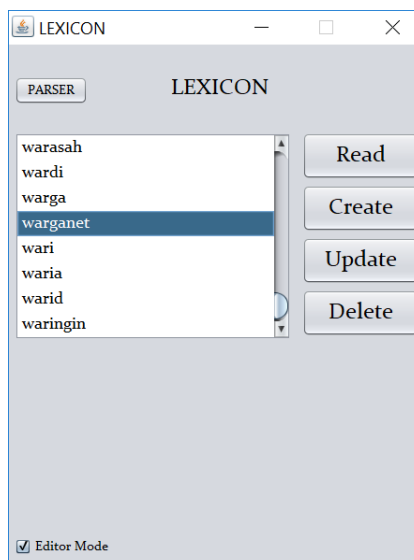 LEXICON
PARSER
LEXICON
warasah
wardi
warga
warganet
wari
waria
warid
waringin
Read
Create
Update
Delete
Editor Mode